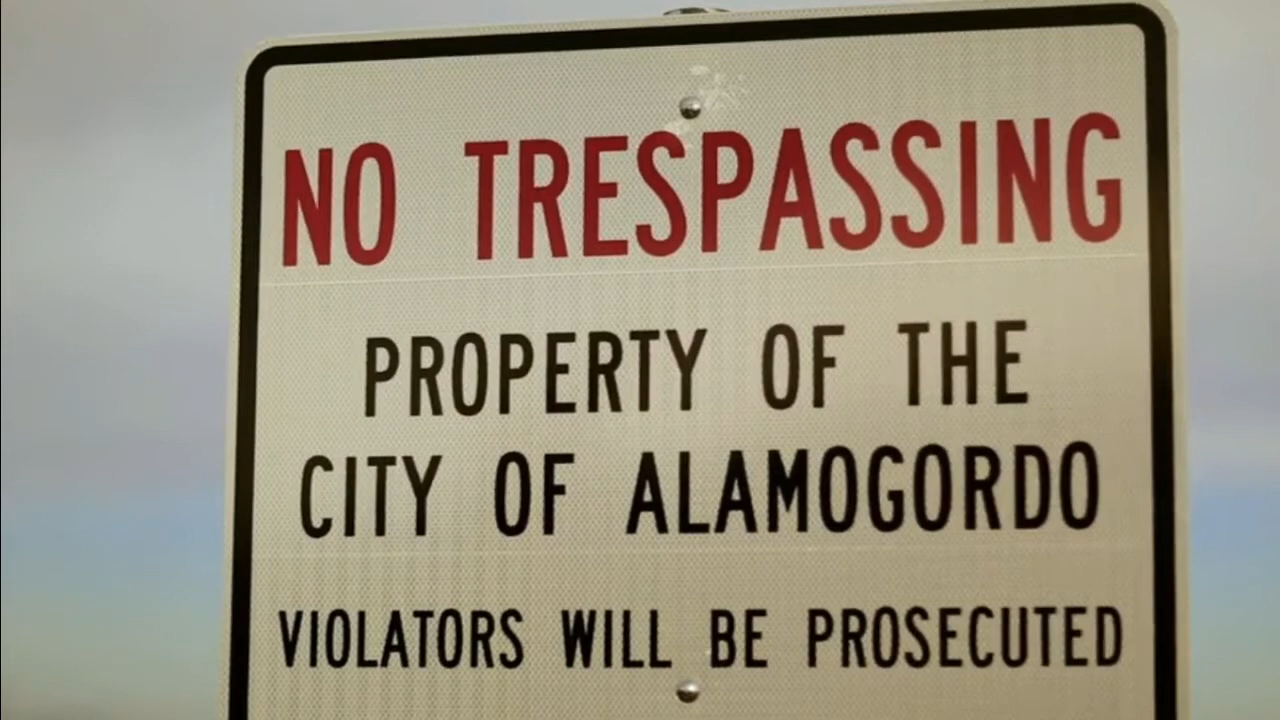 NO TRESPASSING
PROPERTY OF THE
CITY OF ALAMOGORDO
VIOLATORS WILL BE PROSECUTED